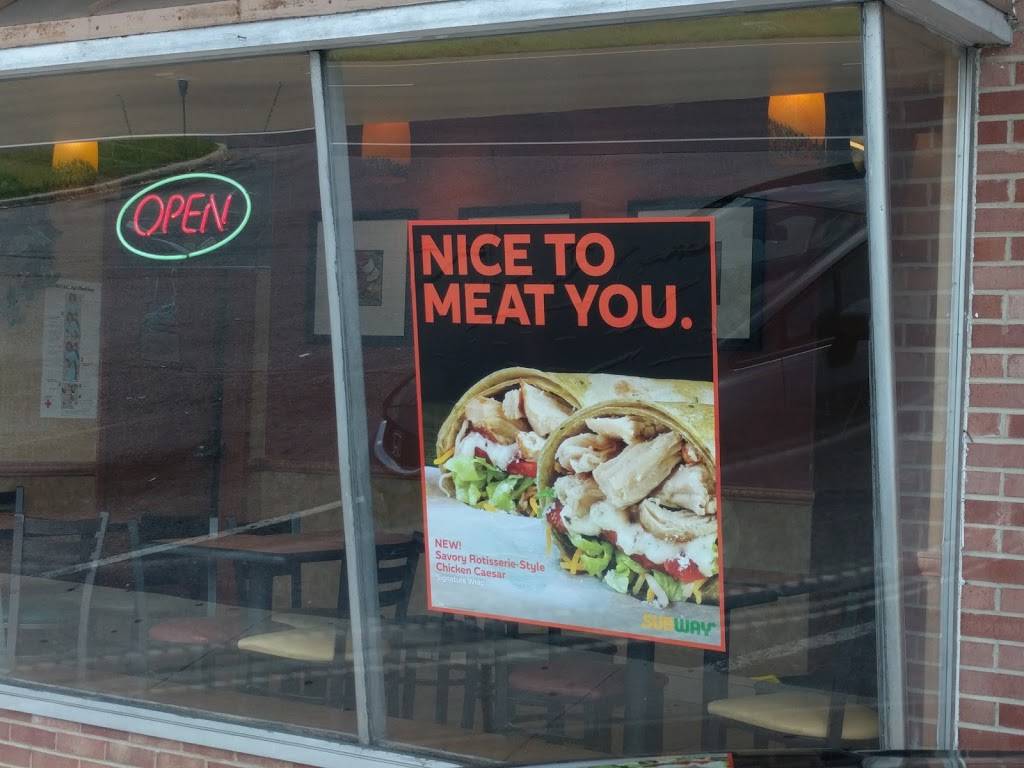 OPEN
NICE TO
MEAT YOU.
NEW!
Savory Rotisserie-Style
Chicken Caesar
Signature Wrap
SUBWAY